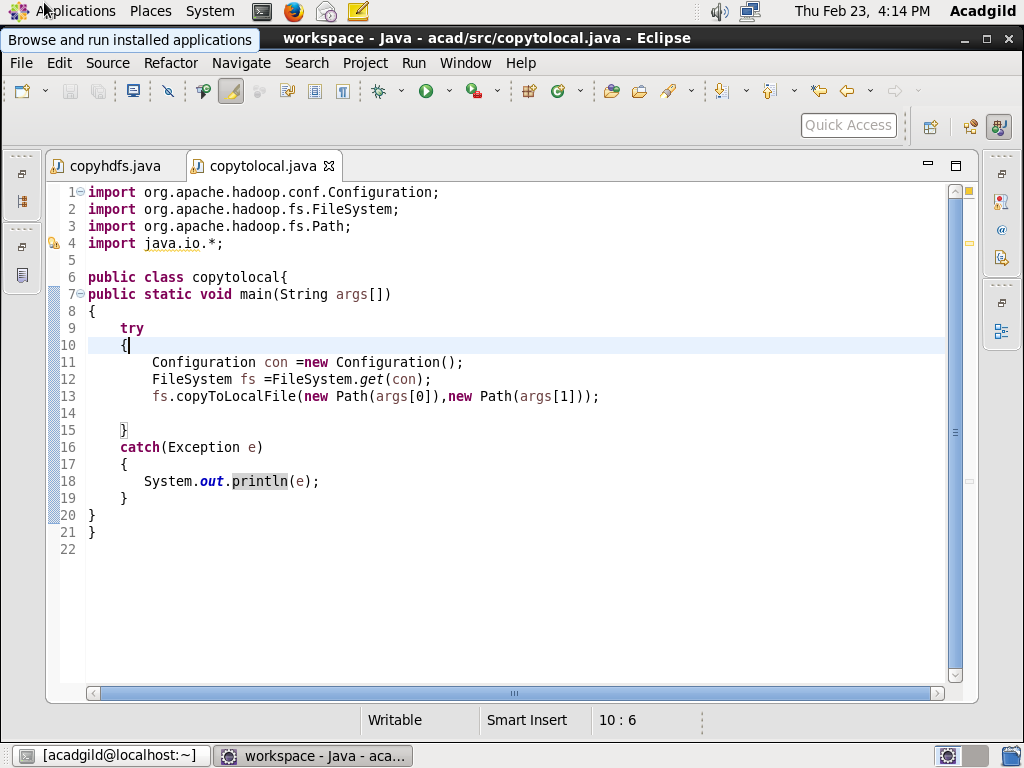 Applications Places System Thu Feb 23, 4:14 PM Acadgild
Browse and run installed applications
workspace - Java - acad/src/copytolocal.java - Eclipse
File Edit Source Refactor Navigate Search Project Run Window Help
Quick Access
copyhdfs.java copytolocal.java
1 import org.apache.hadoop.conf.Configuration;
2 import org.apache.hadoop.fs.FileSystem;
3 import org.apache.hadoop.fs.Path;
4 import java.io.*;
5
6 public class copytolocal{
7 public static void main(String args[])
8 {
9     try
10     {
11         Configuration con =new Configuration();
12         FileSystem fs =FileSystem.get(con);
13         fs.copyToLocalFile(new Path(args[0]),new Path(args[1]));
14
15     }
16     catch(Exception e)
17     {
18        System.out.println(e);
19     }
20 }
21 }
22
Writable Smart Insert 10 : 6
[acadgild@localhost:~] workspace - Java - aca...